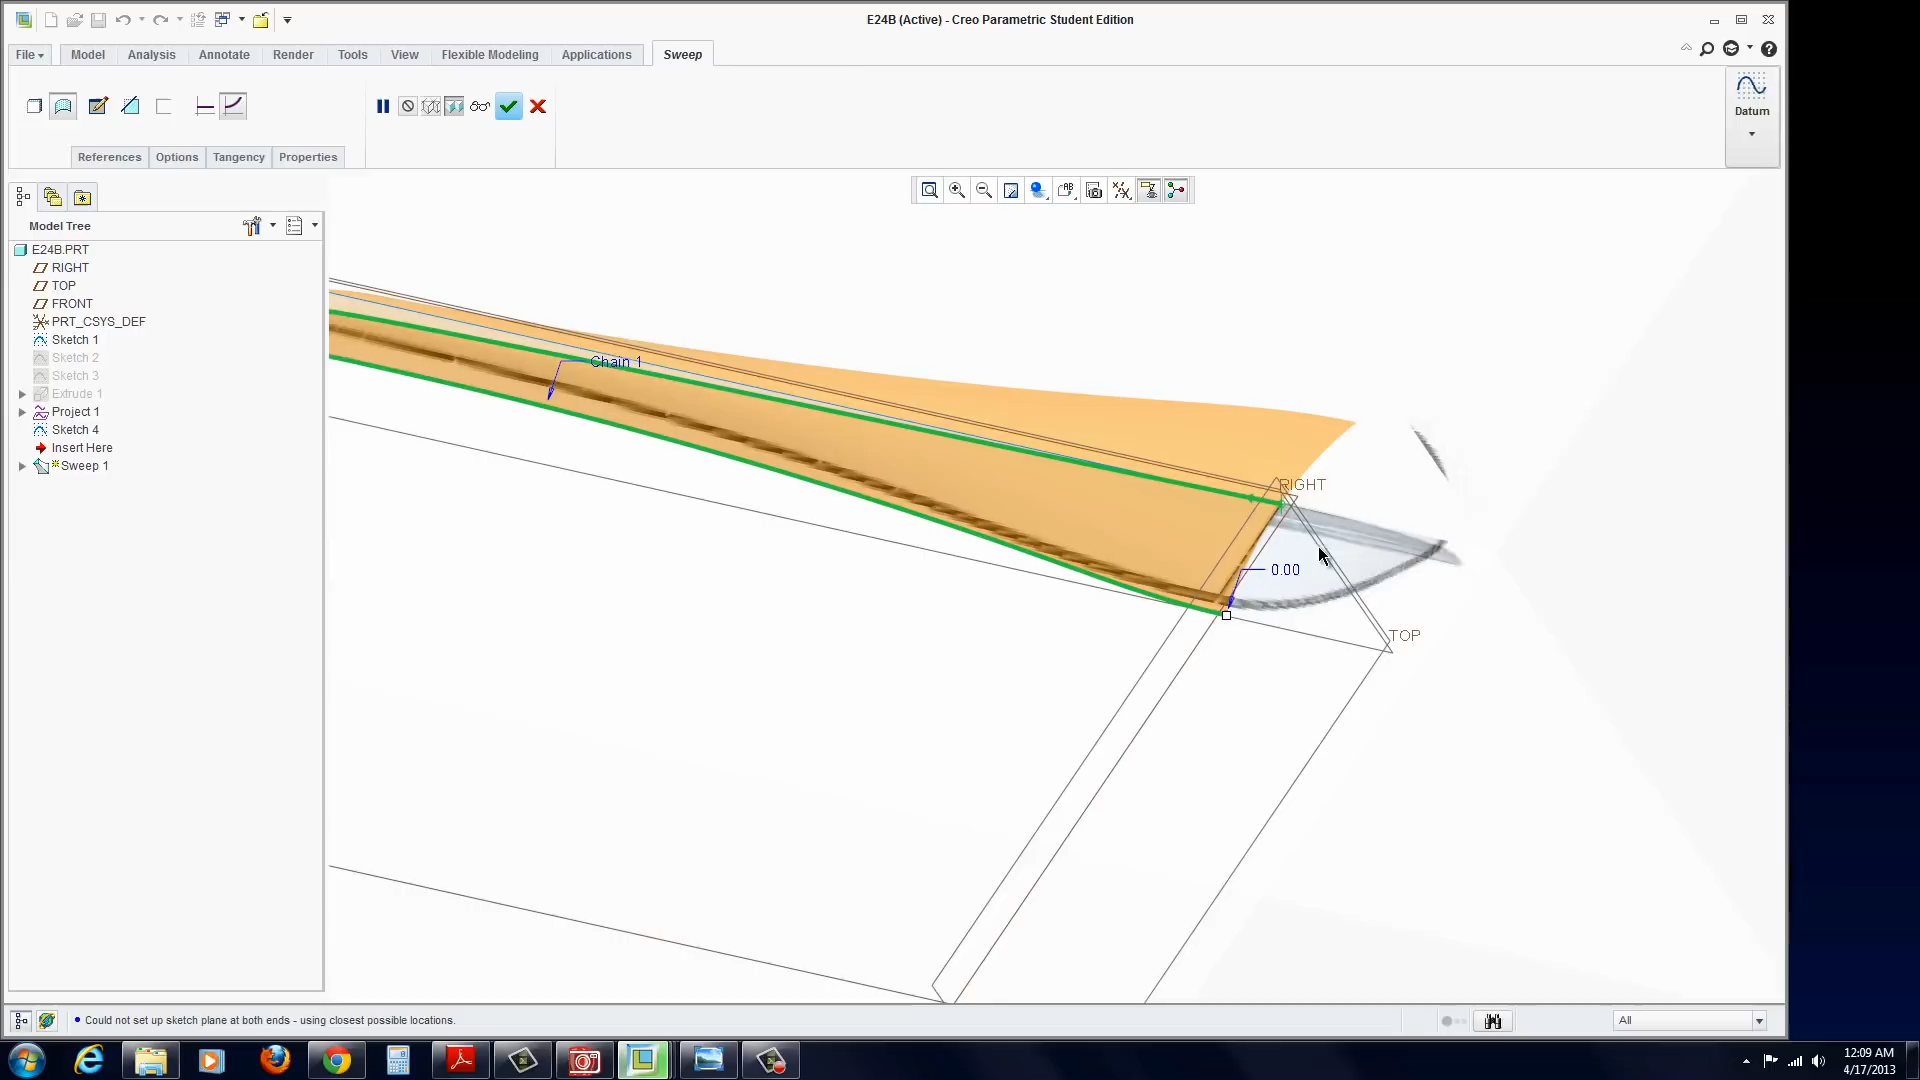 E24B (Active) - Creo Parametric Student Edition
File Model Analysis Annotate Render Tools View Flexible Modeling Applications Sweep
Datum
References Options Tangency Properties
Model Tree
E24B.PRT
RIGHT
TOP
FRONT
PRT_CSYS_DEF
Sketch 1
Sketch 2
Sketch 3
Extrude 1
Project 1
Sketch 4
Insert Here
Sweep 1
Chain 1
RIGHT
0.00
TOP
Could not set up sketch plane at both ends - using closest possible locations.
All
12:09 AM
4/17/2013